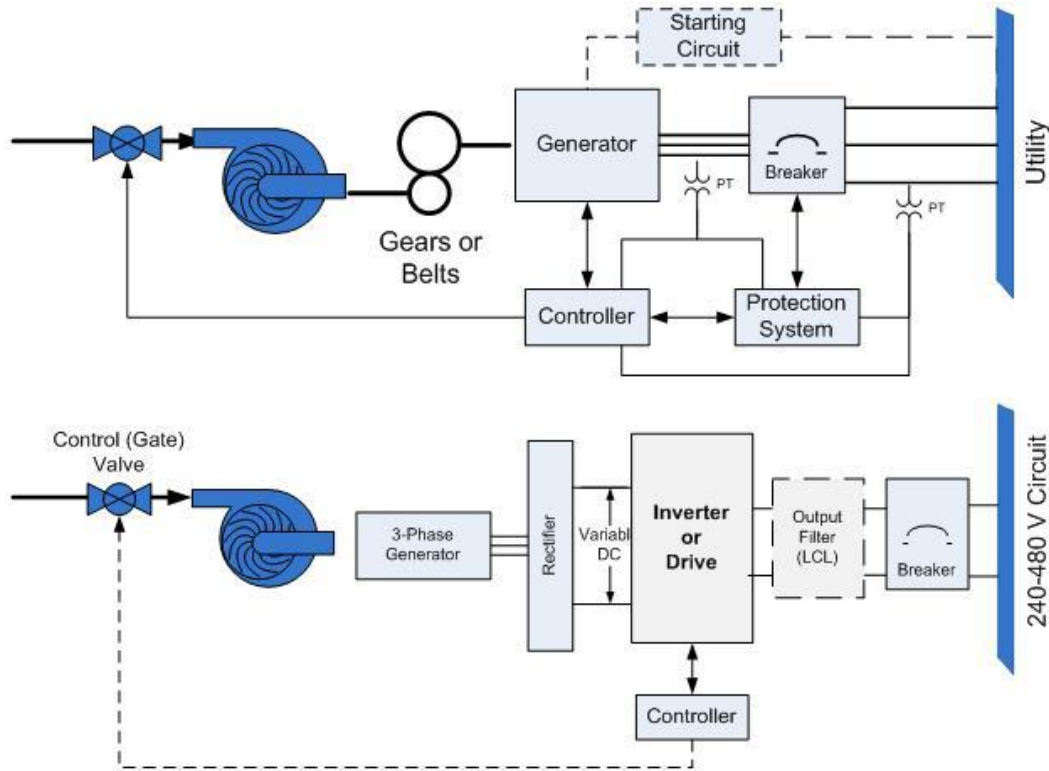 Starting
Circuit
Generator
Breaker
PT
PT
Utility
Gears or
Belts
Controller
Protection
System
Control (Gate)
Valve
3-Phase
Generator
Rectifier
Variabl
DC
Inverter
or
Drive
Output
Filter
(LCL)
Breaker
240-480 V Circuit
Controller